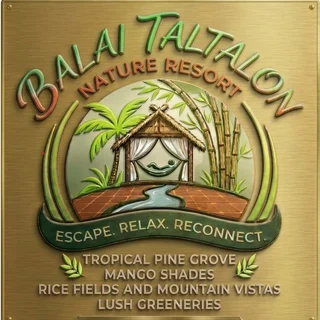 BALAI TALTALON
NATURE RESORT
ESCAPE. RELAX. RECONNECT.
TROPICAL PINE GROVE
MANGO SHADES
RICE FIELDS AND MOUNTAIN VISTAS
LUSH GREENERIES